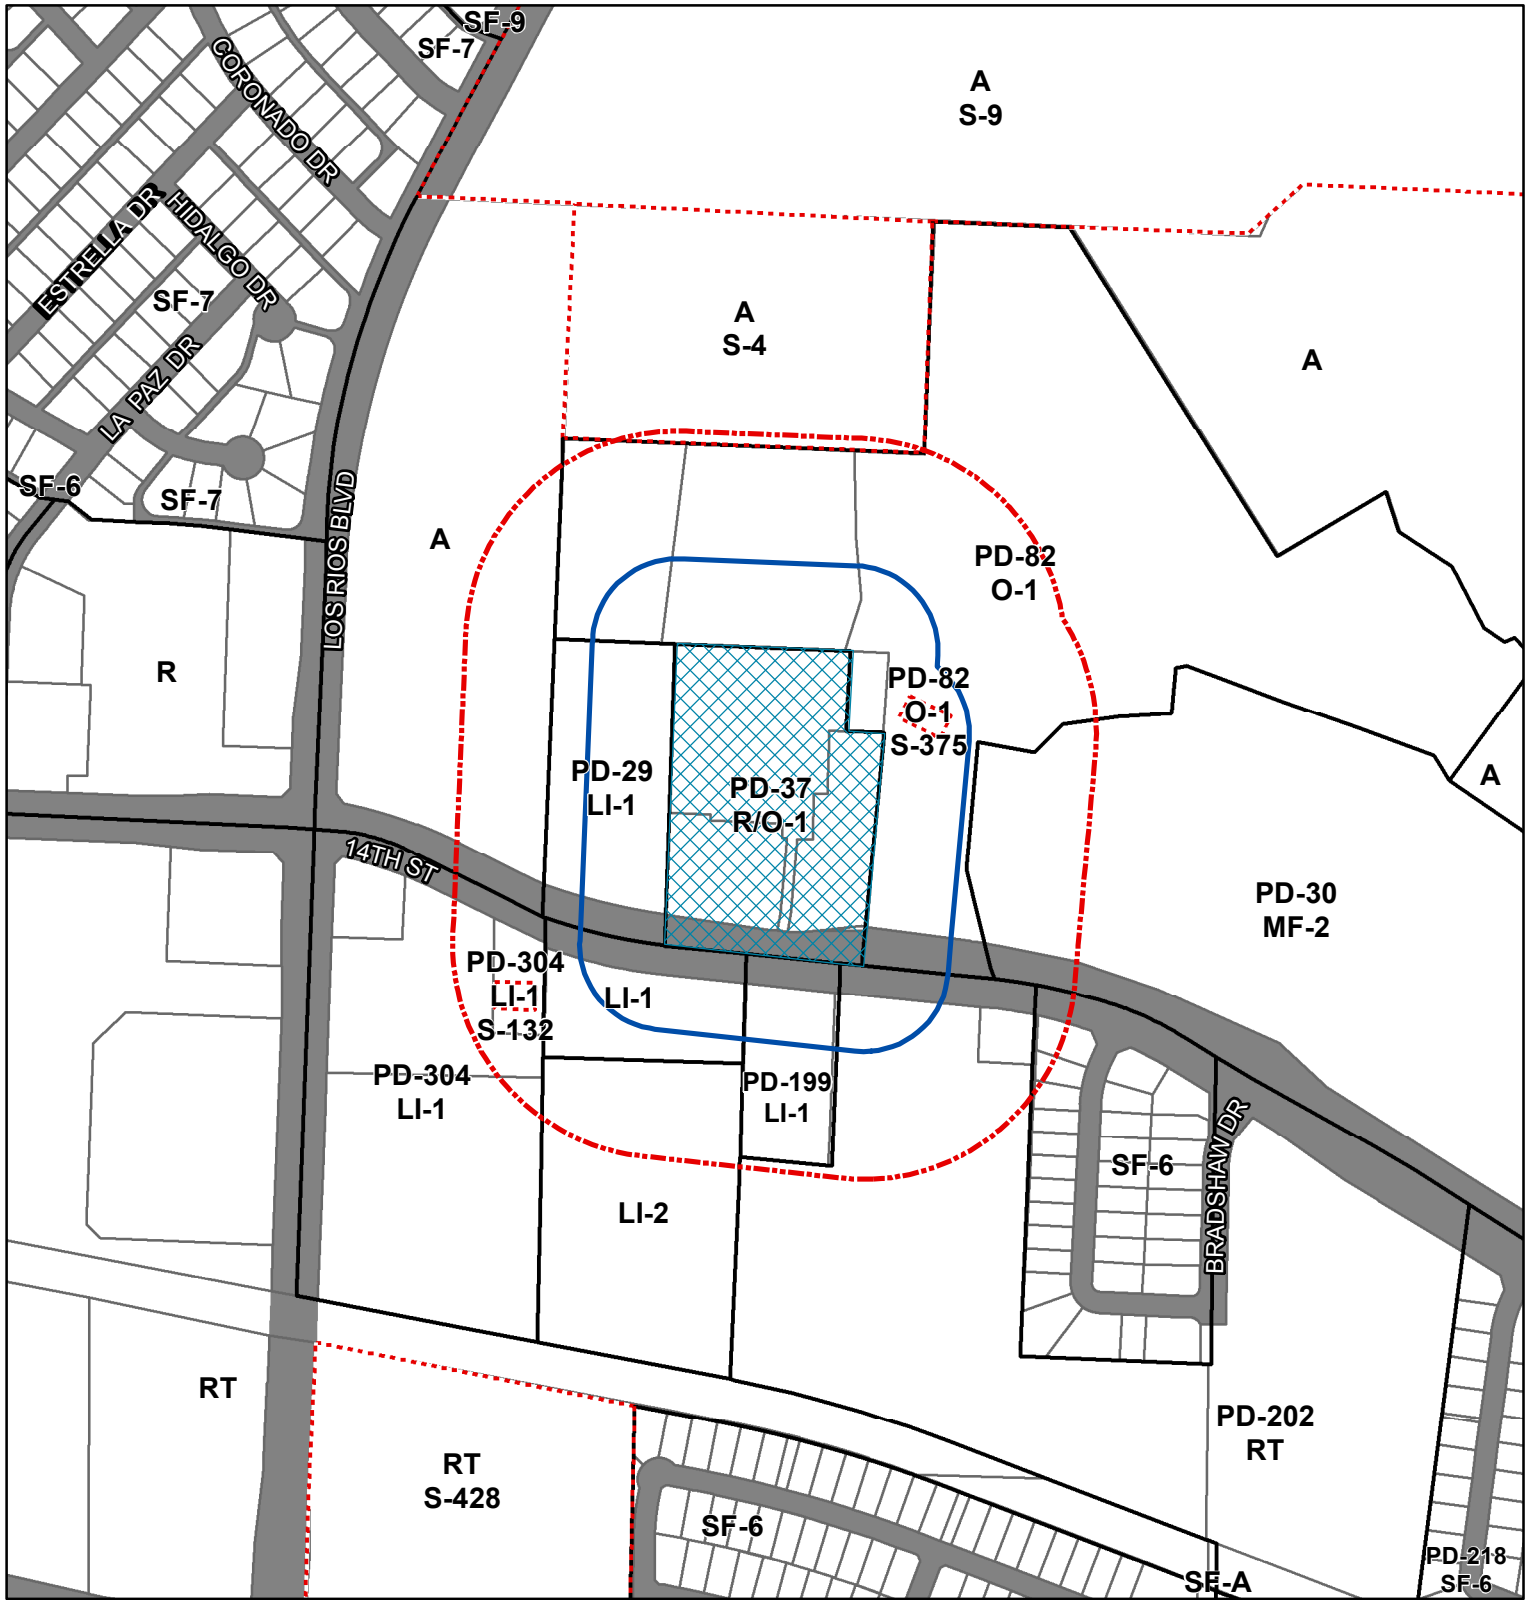 SF-9
SF-7
CORONADO DR
A
S-9
ESTRELLA DR
HIDALGO DR
SF-7
LA PAZ DR
A
S-4
A
SF-6
SF-7
LOS RIOS BLVD
A
PD-82
O-1
R
PD-82
O-1
S-375
PD-29
LI-1
PD-37
R/O-1
A
14TH ST
PD-30
MF-2
PD-304
LI-1
S-132
LI-1
PD-304
LI-1
PD-199
LI-1
SF-6
BRADSHAW DR
LI-2
RT
PD-202
RT
RT
S-428
SF-6
PD-218
SF-6
SF-A